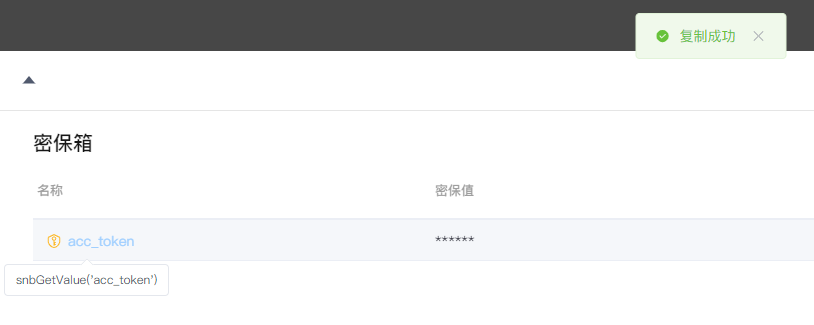 复制成功
密保箱
名称 密保值
acc_token ******
snbGetValue('acc_token')